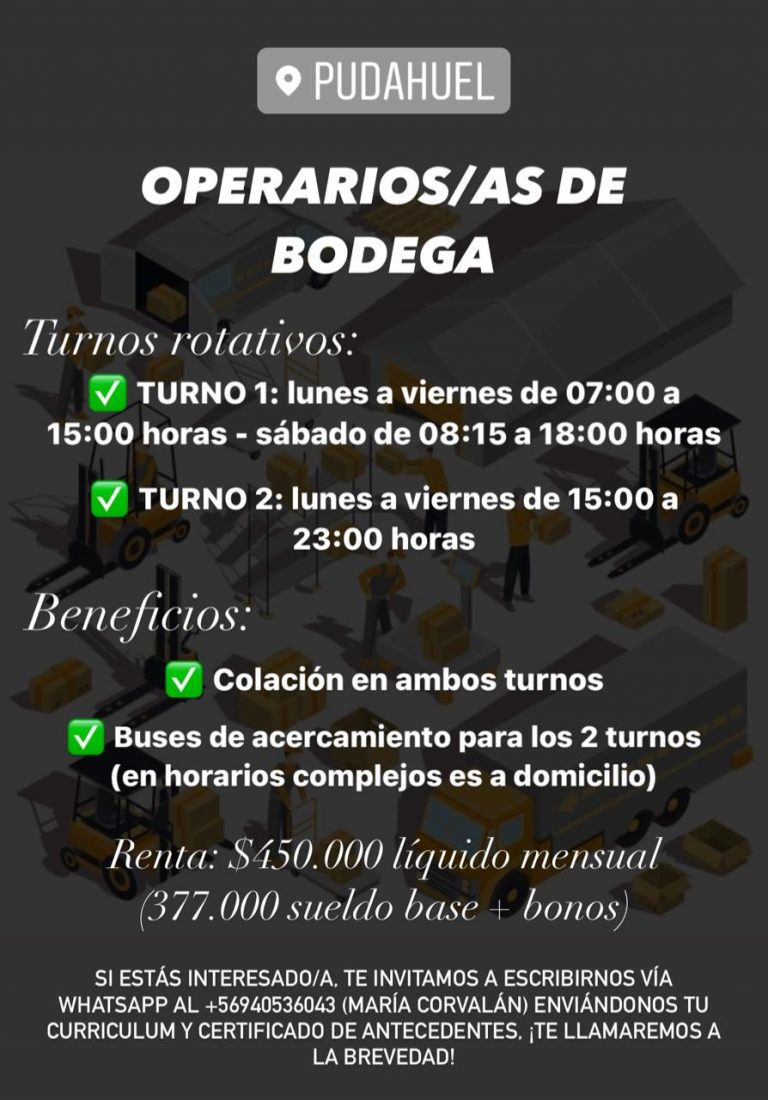 PUDAHUEL
OPERARIOS/AS DE
BODEGA
Turnos rotativos:
✅ TURNO 1: lunes a viernes de 07:00 a
15:00 horas - sábado de 08:15 a 18:00 horas
✅ TURNO 2: lunes a viernes de 15:00 a
23:00 horas
Beneficios:
✅ Colación en ambos turnos
✅ Buses de acercamiento para los 2 turnos
(en horarios complejos es a domicilio)
Renta: $450.000 líquido mensual
(377.000 sueldo base + bonos)
SI ESTÁS INTERESADO/A, TE INVITAMOS A ESCRIBIRNOS VÍA
WHATSAPP AL +56940536043 (MARÍA CORVALÁN) ENVIÁNDONOS TU
CURRICULUM Y CERTIFICADO DE ANTECEDENTES, ¡TE LLAMAREMOS A
LA BREVEDAD!